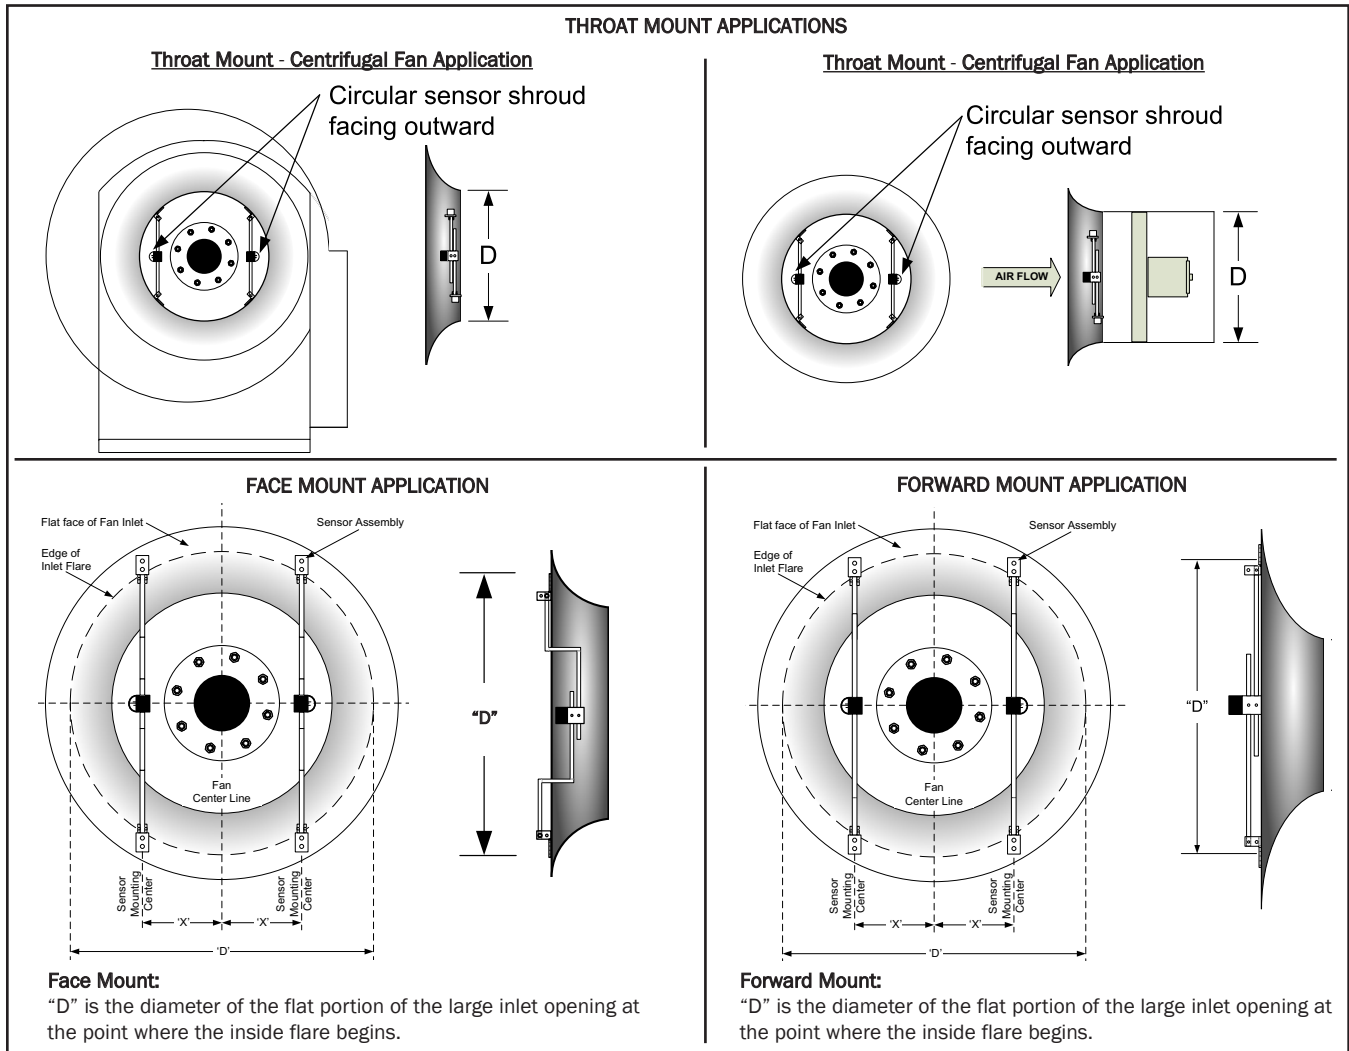 THROAT MOUNT APPLICATIONS
Throat Mount - Centrifugal Fan Application
Circular sensor shroud
facing outward
D
Throat Mount - Centrifugal Fan Application
Circular sensor shroud
facing outward
AIR FLOW
D
FACE MOUNT APPLICATION
Flat face of Fan Inlet
Sensor Assembly
Edge of
Inlet Flare
"D"
Fan
Center Line
Sensor
Mounting
Center
Sensor
Mounting
Center
'X'
'X'
'D'
Face Mount:
“D” is the diameter of the flat portion of the large inlet opening at
the point where the inside flare begins.
FORWARD MOUNT APPLICATION
Flat face of Fan Inlet
Sensor Assembly
Edge of
Inlet Flare
"D"
Fan
Center Line
Sensor
Mounting
Center
Sensor
Mounting
Center
'X'
'X'
'D'
Forward Mount:
“D” is the diameter of the flat portion of the large inlet opening at
the point where the inside flare begins.